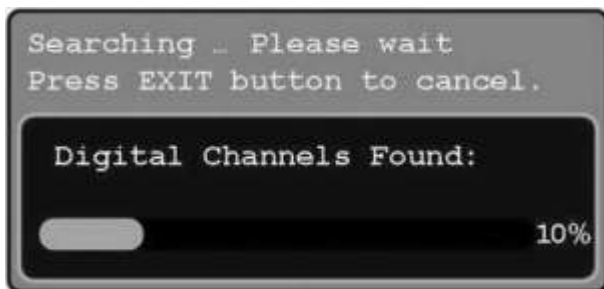 Searching … Please wait
Press EXIT button to cancel.
Digital Channels Found:
10%